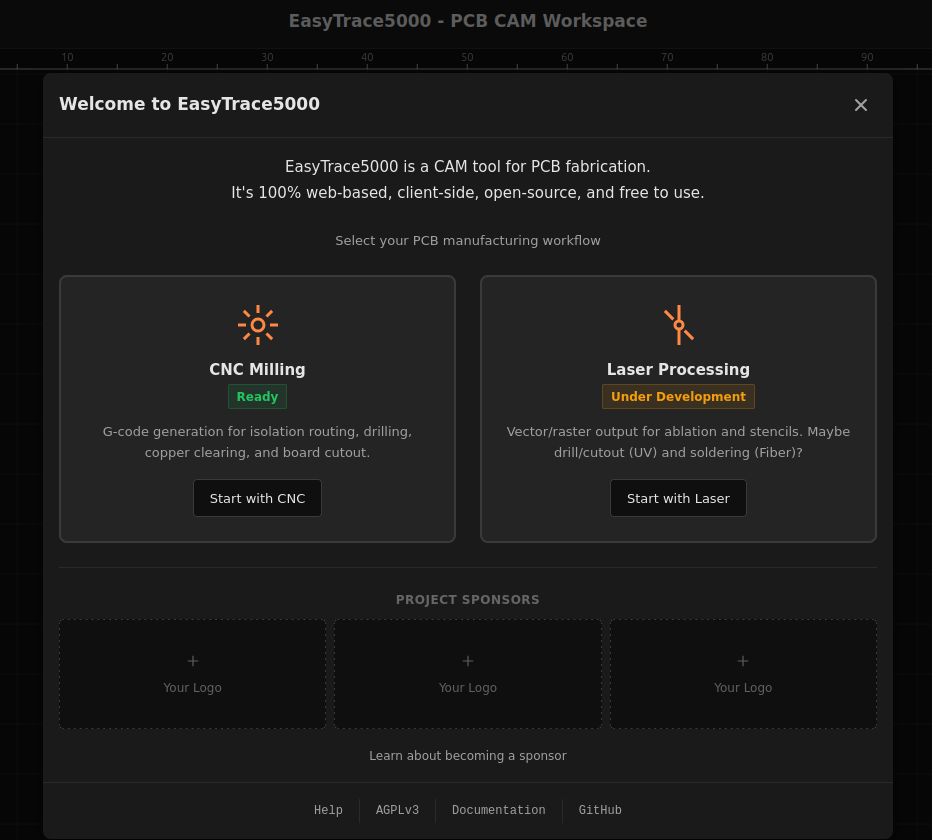 EasyTrace5000 - PCB CAM Workspace
10 20 30 40 50 60 70 80 90
Welcome to EasyTrace5000
EasyTrace5000 is a CAM tool for PCB fabrication.
It's 100% web-based, client-side, open-source, and free to use.
Select your PCB manufacturing workflow
CNC Milling
Ready
G-code generation for isolation routing, drilling,
copper clearing, and board cutout.
Start with CNC
Laser Processing
Under Development
Vector/raster output for ablation and stencils. Maybe
drill/cutout (UV) and soldering (Fiber)?
Start with Laser
PROJECT SPONSORS
+
Your Logo
+
Your Logo
+
Your Logo
Learn about becoming a sponsor
Help AGPLv3 Documentation GitHub